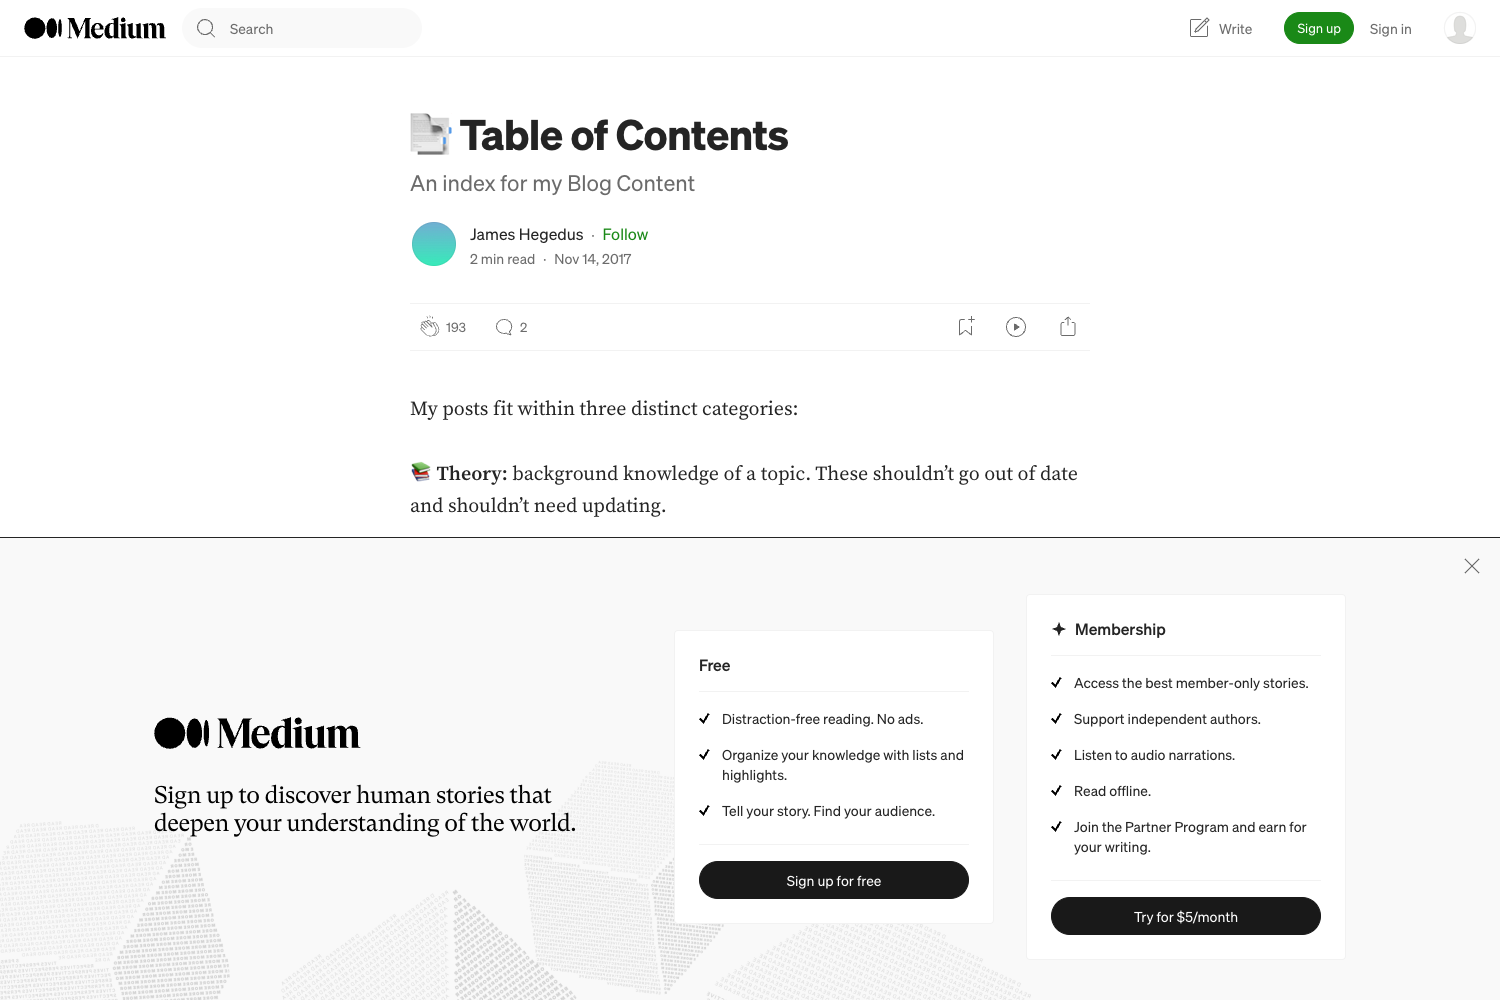 Medium
Search
Write
Sign up
Sign in
Table of Contents
An index for my Blog Content
James Hegedus · Follow
2 min read · Nov 14, 2017
193
2
My posts fit within three distinct categories:
Theory: background knowledge of a topic. These shouldn’t go out of date
and shouldn’t need updating.
Medium
Sign up to discover human stories that
deepen your understanding of the world.
Free
Distraction-free reading. No ads.
Organize your knowledge with lists and
highlights.
Tell your story. Find your audience.
Sign up for free
Membership
Access the best member-only stories.
Support independent authors.
Listen to audio narrations.
Read offline.
Join the Partner Program and earn for
your writing.
Try for $5/month